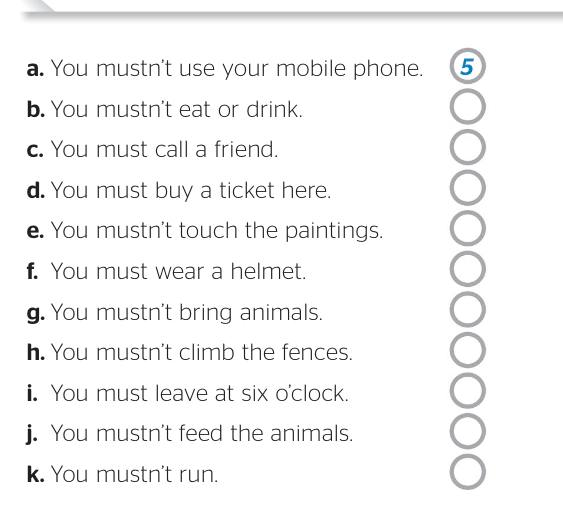 a. You mustn't use your mobile phone. 5
b. You mustn't eat or drink.
c. You must call a friend.
d. You must buy a ticket here.
e. You mustn't touch the paintings.
f. You must wear a helmet.
g. You mustn't bring animals.
h. You mustn't climb the fences.
i. You must leave at six o'clock.
j. You mustn't feed the animals.
k. You mustn't run.